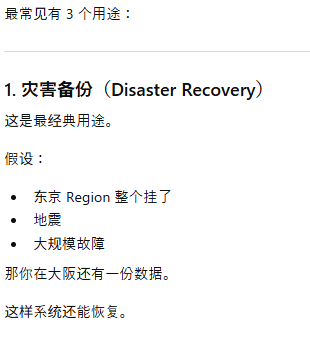 最常见有 3 个用途：
1. 灾害备份（Disaster Recovery）
这是最经典用途。
假设：
• 东京 Region 整个挂了
• 地震
• 大规模故障
那你在大阪还有一份数据。
这样系统还能恢复。